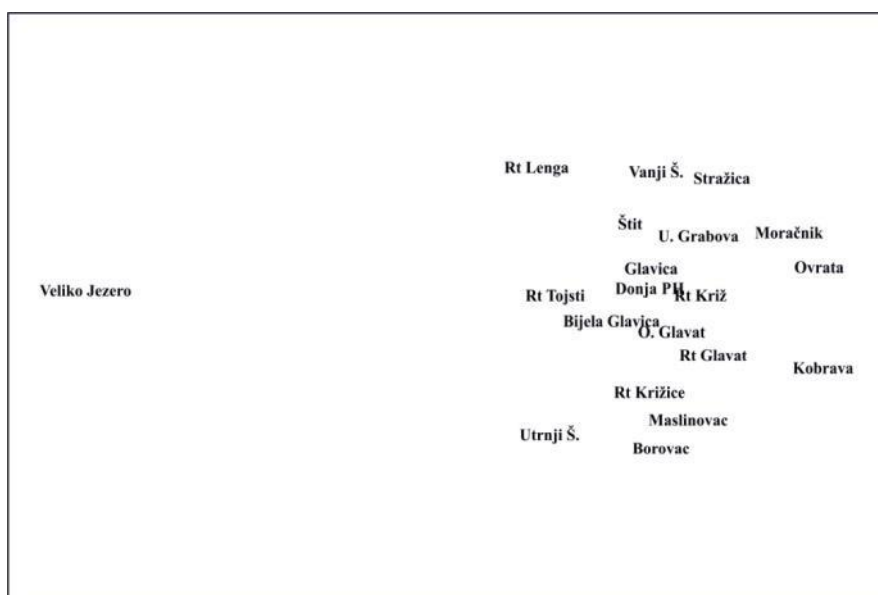 Rt Lenga
Vanji Š.
Stražica
Štit
U. Grabova
Moračnik
Glavica
Ovrata
Veliko Jezero
Donja PH
Rt Tojsti
Rt Križ
Bijela Glavica
O. Glavat
Rt Glavat
Kobrava
Rt Križice
Maslinovac
Utrnji Š.
Borovac